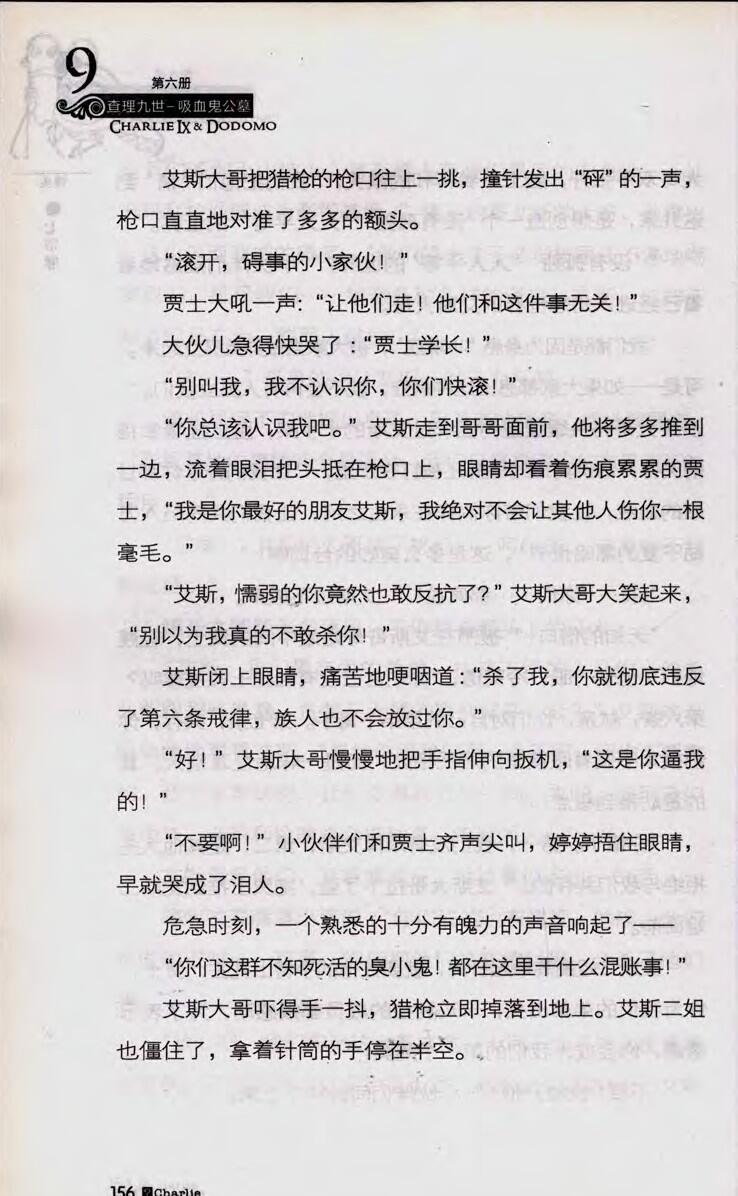 9
第六册
查理九世-吸血鬼公墓
CHARLIE IX & DODOMO
艾斯大哥把猎枪的枪口往上一挑，撞针发出“砰”的一声，
枪口直直地对准了多多的额头。
“滚开，碍事的小家伙！”
贾士大吼一声：“让他们走！他们和这件事无关！”
大伙儿急得快哭了：“贾士学长！”
“别叫我，我不认识你，你们快滚！”
“你总该认识我吧。”艾斯走到哥哥面前，他将多多推到
一边，流着眼泪把头抵在枪口上，眼睛却看着伤痕累累的贾
士，“我是你最好的朋友艾斯，我绝对不会让其他人伤你一根
毫毛。”
“艾斯，懦弱的你竟然也敢反抗了？”艾斯大哥大笑起来，
“别以为我真的不敢杀你！”
艾斯闭上眼睛，痛苦地哽咽道：“杀了我，你就彻底违反
了第六条戒律，族人也不会放过你。”
“好！”艾斯大哥慢慢地把手指伸向扳机，“这是你逼我
的！”
“不要啊！”小伙伴们和贾士齐声尖叫，婷婷捂住眼睛，
早就哭成了泪人。
危急时刻，一个熟悉的十分有魄力的声音响起了——
“你们这群不知死活的臭小鬼！都在这里干什么混账事！”
艾斯大哥吓得手一抖，猎枪立即掉落到地上。艾斯二姐
也僵住了，拿着针筒的手停在半空。
156 Charlie